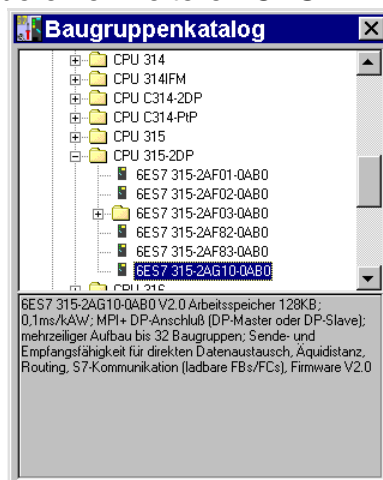 Baugruppenkatalog
CPU 314
CPU 314IFM
CPU C314-2DP
CPU C314-PtP
CPU 315
CPU 315-2DP
6ES7 315-2AF01-0AB0
6ES7 315-2AF02-0AB0
6ES7 315-2AF03-0AB0
6ES7 315-2AF82-0AB0
6ES7 315-2AF83-0AB0
6ES7 315-2AG10-0AB0
CPU 316
6ES7 315-2AG10-0AB0 V2.0 Arbeitsspeicher 128KB;
0,1ms/kAW; MPI+ DP-Anschluß (DP-Master oder DP-Slave);
mehrzeiliger Aufbau bis 32 Baugruppen; Sende- und
Empfangsfähigkeit für direkten Datenaustausch, Äquidistanz,
Routing, S7-Kommunikation (ladbare FBs/FCs), Firmware V2.0